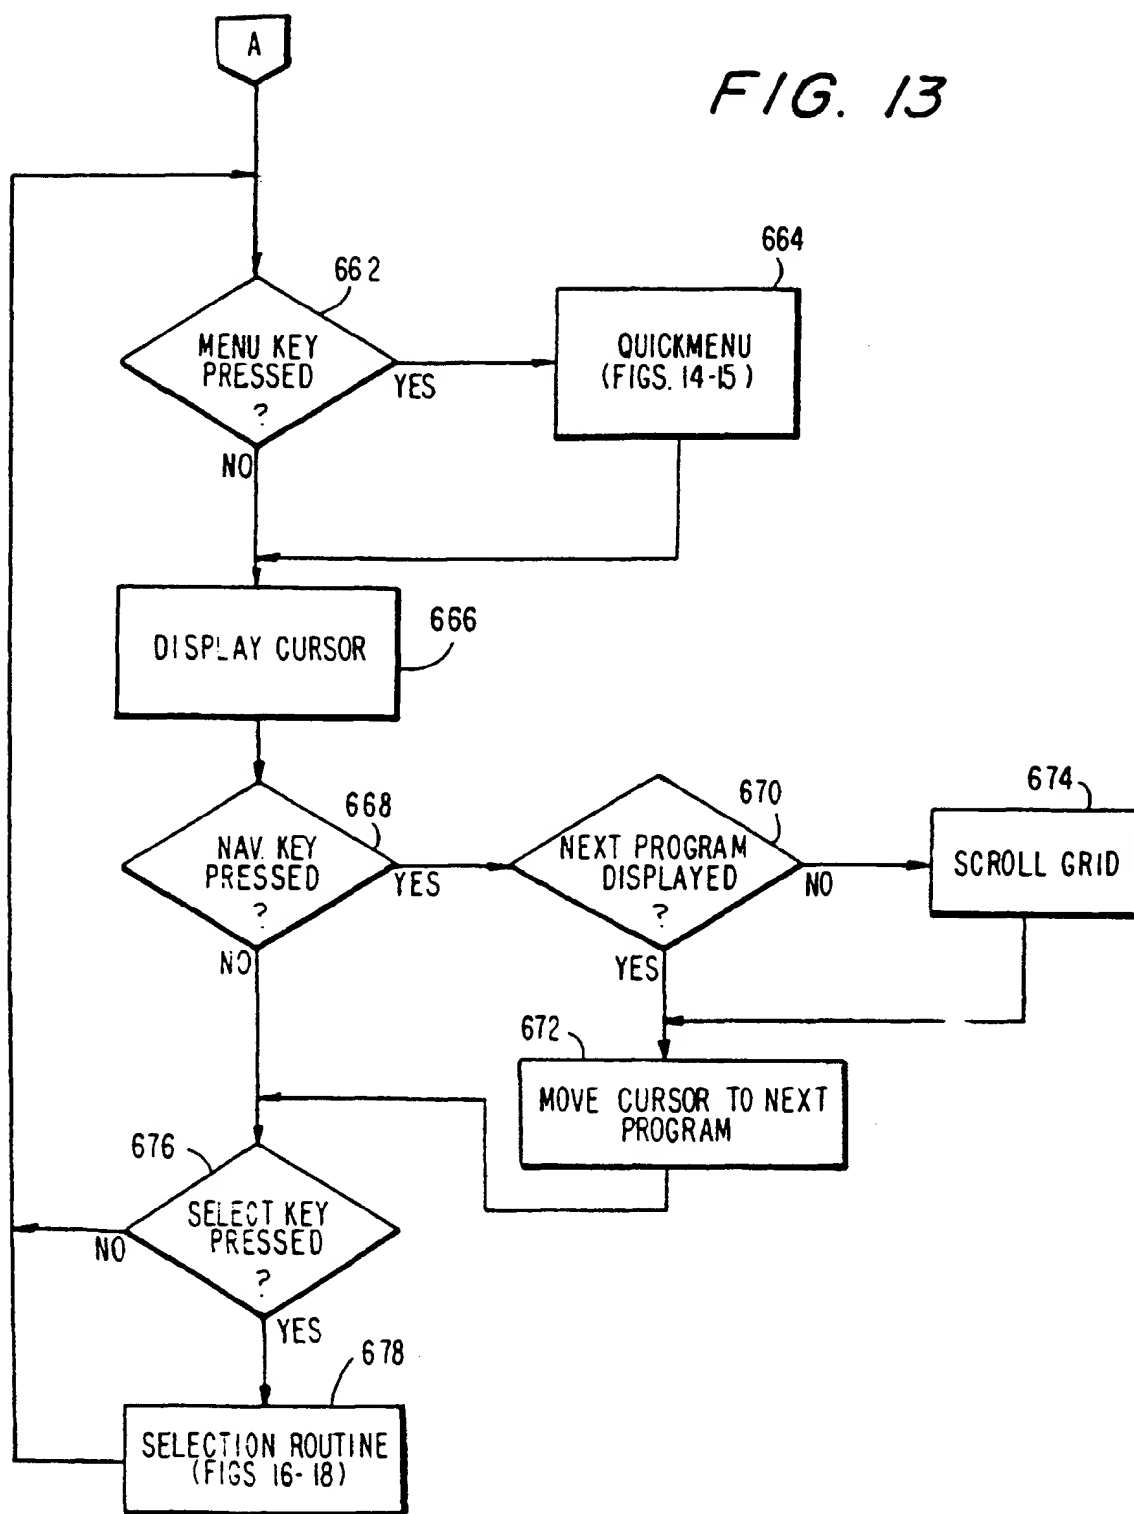 A
FIG. 13
662
664
MENU KEY
PRESSED
?
YES
NO
QUICKMENU
(FIGS. 14-15)
DISPLAY CURSOR
666
668
NAV. KEY
PRESSED
?
YES
NO
670
NEXT PROGRAM
DISPLAYED
?
NO
YES
674
SCROLL GRID
672
MOVE CURSOR TO NEXT
PROGRAM
676
SELECT KEY
PRESSED
?
NO
YES
678
SELECTION ROUTINE
(FIGS 16-18)